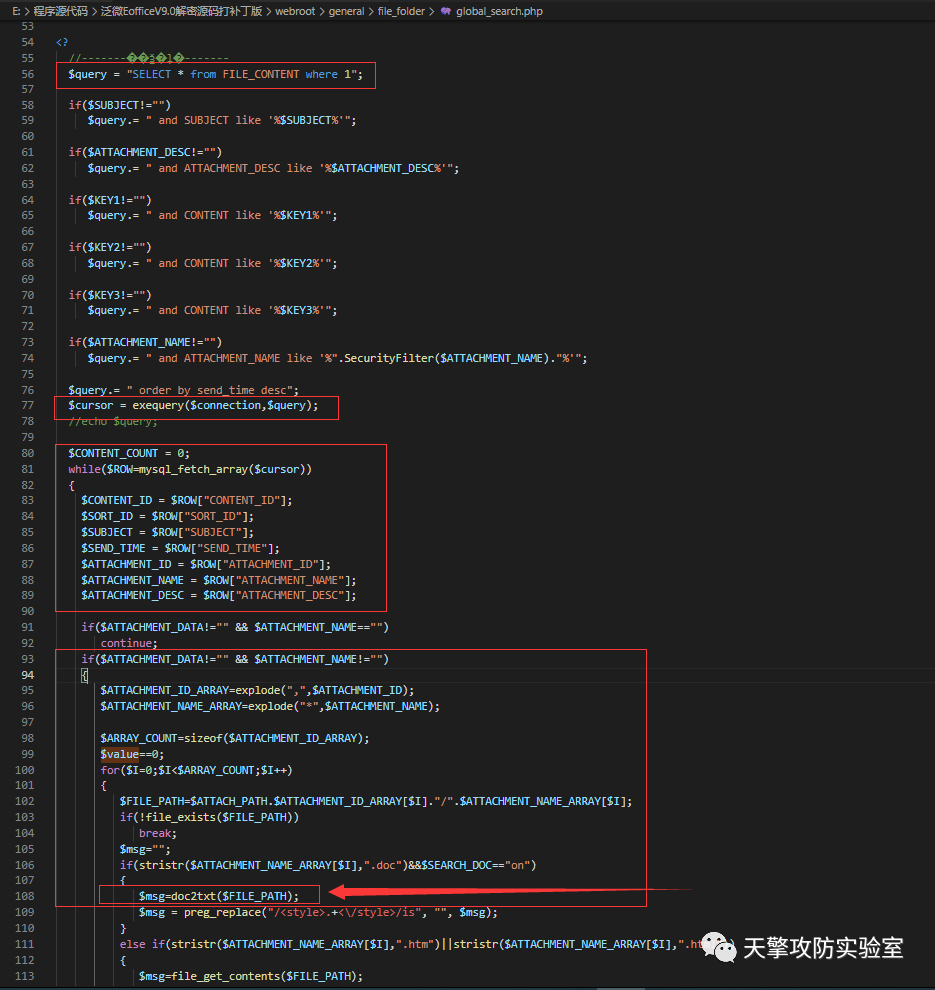 E: > 程序源代码 > 泛微EofficeV9.0解密源码打补丁版 > webroot > general > file_folder > global_search.php
53
54 <?
55 //-------
56 $query = "SELECT * from FILE_CONTENT where 1";
57
58 if($SUBJECT!="")
59 $query.= " and SUBJECT like '%$SUBJECT%'";
60
61 if($ATTACHMENT_DESC!="")
62 $query.= " and ATTACHMENT_DESC like '%$ATTACHMENT_DESC%'";
63
64 if($KEY1!="")
65 $query.= " and CONTENT like '%$KEY1%'";
66
67 if($KEY2!="")
68 $query.= " and CONTENT like '%$KEY2%'";
69
70 if($KEY3!="")
71 $query.= " and CONTENT like '%$KEY3%'";
72
73 if($ATTACHMENT_NAME!="")
74 $query.= " and ATTACHMENT_NAME like '%".SecurityFilter($ATTACHMENT_NAME)."%'";
75
76 $query.= " order by send_time desc";
77 $cursor = exequery($connection,$query);
78 //echo $query;
79
80 $CONTENT_COUNT = 0;
81 while($ROW=mysql_fetch_array($cursor))
82 {
83 $CONTENT_ID = $ROW["CONTENT_ID"];
84 $SORT_ID = $ROW["SORT_ID"];
85 $SUBJECT = $ROW["SUBJECT"];
86 $SEND_TIME = $ROW["SEND_TIME"];
87 $ATTACHMENT_ID = $ROW["ATTACHMENT_ID"];
88 $ATTACHMENT_NAME = $ROW["ATTACHMENT_NAME"];
89 $ATTACHMENT_DESC = $ROW["ATTACHMENT_DESC"];
90
91 if($ATTACHMENT_DATA!="" && $ATTACHMENT_NAME=="")
92 continue;
93 if($ATTACHMENT_DATA!="" && $ATTACHMENT_NAME!="")
94 {
95 $ATTACHMENT_ID_ARRAY=explode(",",$ATTACHMENT_ID);
96 $ATTACHMENT_NAME_ARRAY=explode("*",$ATTACHMENT_NAME);
97
98 $ARRAY_COUNT=sizeof($ATTACHMENT_ID_ARRAY);
99 $value==0;
100 for($I=0;$I<$ARRAY_COUNT;$I++)
101 {
102 $FILE_PATH=$ATTACH_PATH.$ATTACHMENT_ID_ARRAY[$I]."/".$ATTACHMENT_NAME_ARRAY[$I];
103 if(!file_exists($FILE_PATH))
104 break;
105 $msg="";
106 if(stristr($ATTACHMENT_NAME_ARRAY[$I],".doc")&&$SEARCH_DOC=="on")
107 {
108 $msg=doc2txt($FILE_PATH);
109 $msg = preg_replace("/<style>.+<\/style>/is", "", $msg);
110 }
111 else if(stristr($ATTACHMENT_NAME_ARRAY[$I],".htm")||stristr($ATTACHMENT_NAME_ARRAY[$I],".ht
112 {
113 $msg=file_get_contents($FILE_PATH);
天擎攻防实验室